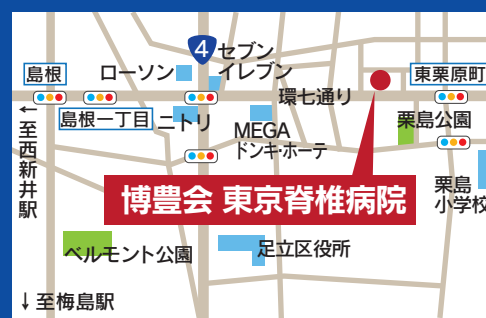 4
セブン
イレブン
島根
ローソン
東栗原町
環七通り
島根一丁目
ニトリ
MEGA
ドンキ・ホーテ
栗島公園
←至西新井駅
博豊会 東京脊椎病院
栗島
小学校
ベルモント公園
足立区役所
↓至梅島駅